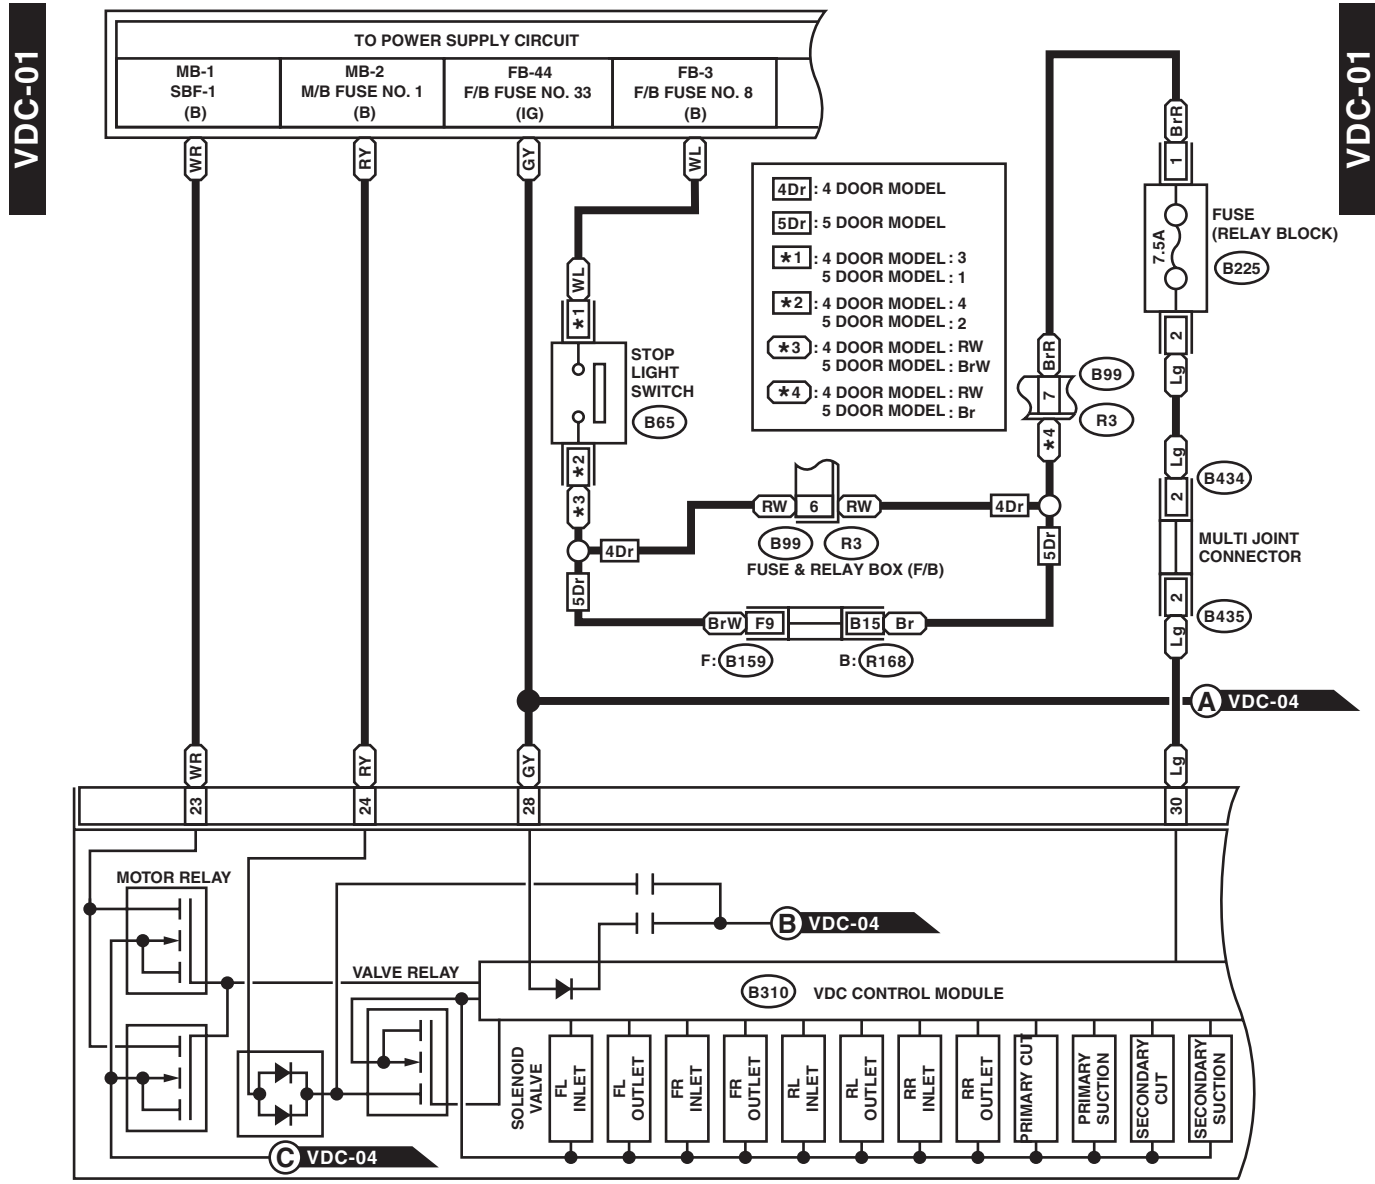 VDC-01
VDC-01
TO POWER SUPPLY CIRCUIT
MB-1
SBF-1
(B)
MB-2
M/B FUSE NO. 1
(B)
FB-44
F/B FUSE NO. 33
(IG)
FB-3
F/B FUSE NO. 8
(B)
WR
RY
GY
WL
BrR
1
4Dr : 4 DOOR MODEL
5Dr : 5 DOOR MODEL
*1 : 4 DOOR MODEL : 3
5 DOOR MODEL : 1
*2 : 4 DOOR MODEL : 4
5 DOOR MODEL : 2
*3 : 4 DOOR MODEL : RW
5 DOOR MODEL : BrW
*4 : 4 DOOR MODEL : RW
5 DOOR MODEL : Br
7.5A
FUSE
(RELAY BLOCK)
B225
2
Lg
WL
*1
STOP
LIGHT
SWITCH
B65
*2
*3
BrR
7
*4
B99
R3
Lg
2
B434
MULTI JOINT
CONNECTOR
2
Lg
B435
4Dr
RW
6
RW
4Dr
B99
R3
FUSE & RELAY BOX (F/B)
5Dr
5Dr
BrW
F9
B15
Br
F: B159
B: R168
A VDC-04
WR
RY
GY
Lg
23
24
28
30
MOTOR RELAY
B VDC-04
VALVE RELAY
B310
VDC CONTROL MODULE
SOLENOID
VALVE
FL
INLET
FL
OUTLET
FR
INLET
FR
OUTLET
RL
INLET
RL
OUTLET
RR
INLET
RR
OUTLET
PRIMARY CUT
PRIMARY
SUCTION
SECONDARY
CUT
SECONDARY
SUCTION
C VDC-04